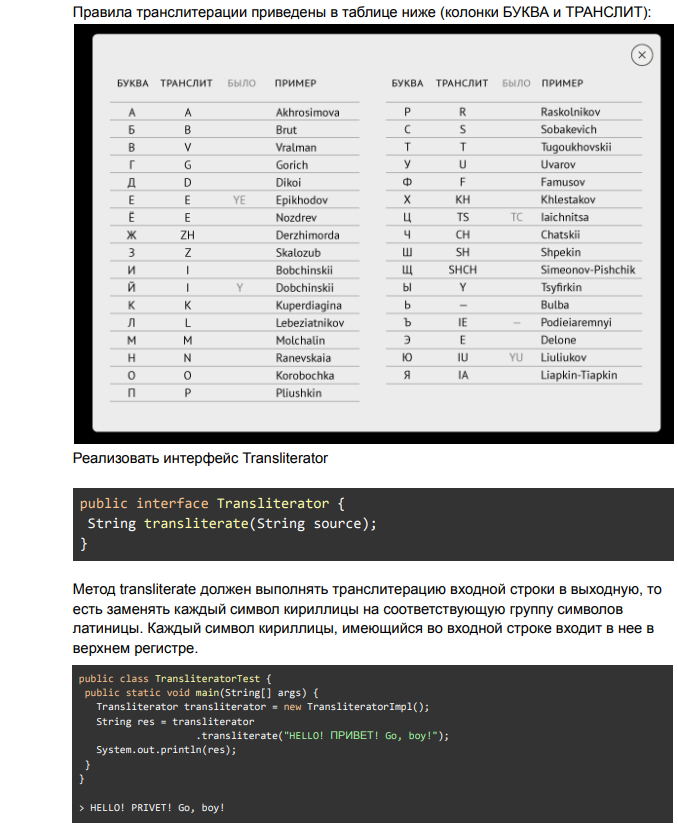 Правила транслитерации приведены в таблице ниже (колонки БУКВА и ТРАНСЛИТ):
БУКВА ТРАНСЛИТ БЫЛО ПРИМЕР
А A Akhrosimova
Б B Brut
В V Vralman
Г G Gorich
Д D Dikoi
Е E YE Epikhodov
Ё E Nozdrev
Ж ZH Derzhimorda
З Z Skalozub
И I Bobchinskii
Й I Y Dobchinskii
К K Kuperdiagina
Л L Lebeziatnikov
М M Molchalin
Н N Ranevskaia
О O Korobochka
П P Pliushkin
БУКВА ТРАНСЛИТ БЫЛО ПРИМЕР
Р R Raskolnikov
С S Sobakevich
Т T Tugoukhovskii
У U Uvarov
Ф F Famusov
Х KH Khlestakov
Ц TS TC Iaichnitsa
Ч CH Chatskii
Ш SH Shpekin
Щ SHCH Simeonov-Pishchik
Ы Y Tsyfirkin
Ь – Bulba
Ъ IE – Podieiaremnyi
Э E Delone
Ю IU YU Liuliukov
Я IA Liapkin-Tiapkin
Реализовать интерфейс Transliterator
public interface Transliterator {
String transliterate(String source);
}
Метод transliterate должен выполнять транслитерацию входной строки в выходную, то
есть заменять каждый символ кириллицы на соответствующую группу символов
латиницы. Каждый символ кириллицы, имеющийся во входной строке входит в нее в
верхнем регистре.
public class TransliteratorTest {
public static void main(String[] args) {
Transliterator transliterator = new TransliteratorImpl();
String res = transliterator
.transliterate("HELLO! ПРИВЕТ! Go, boy!");
System.out.println(res);
}
}
> HELLO! PRIVET! Go, boy!